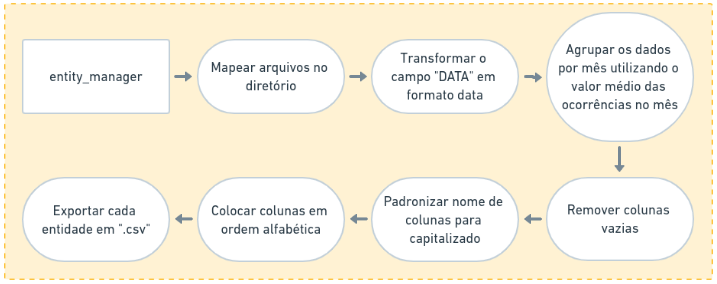 entity_manager
Mapear arquivos no
diretório
Transformar o
campo "DATA" em
formato data
Agrupar os dados
por mês utilizando o
valor médio das
ocorrências no mês
Remover colunas
vazias
Padronizar nome de
colunas para
capitalizado
Colocar colunas em
ordem alfabética
Exportar cada
entidade em ".csv"